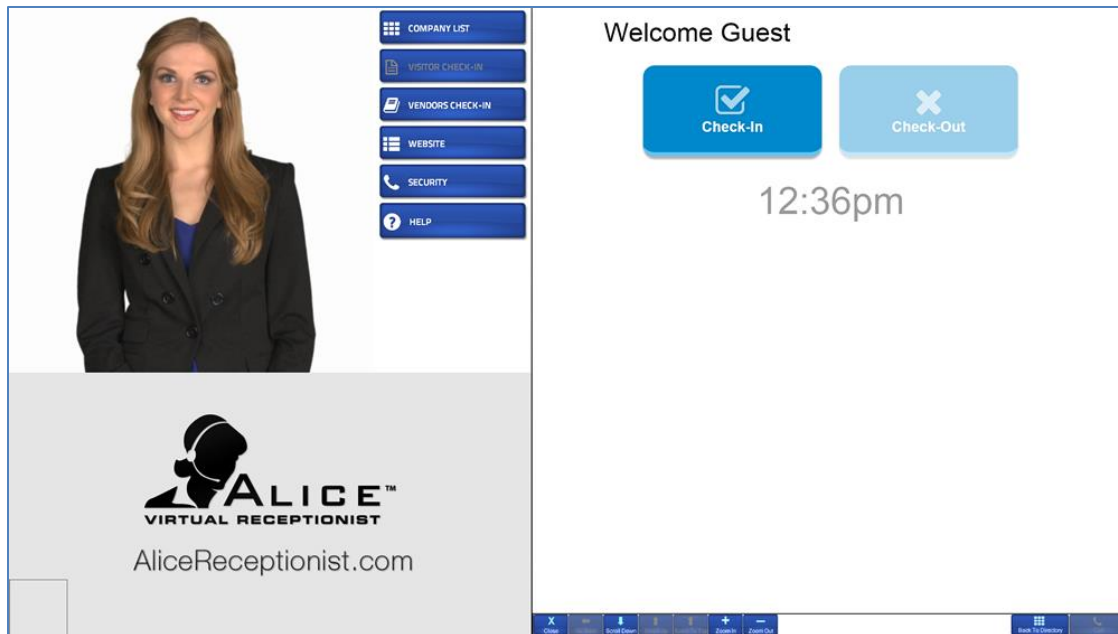 COMPANY LIST
VISITOR CHECK-IN
VENDORS CHECK-IN
WEBSITE
SECURITY
HELP
ALICE™
VIRTUAL RECEPTIONIST
AliceReceptionist.com
Welcome Guest
Check-In
Check-Out
12:36pm
X
Close
Scroll Down
Zoom In
Zoom Out
Back To Directory